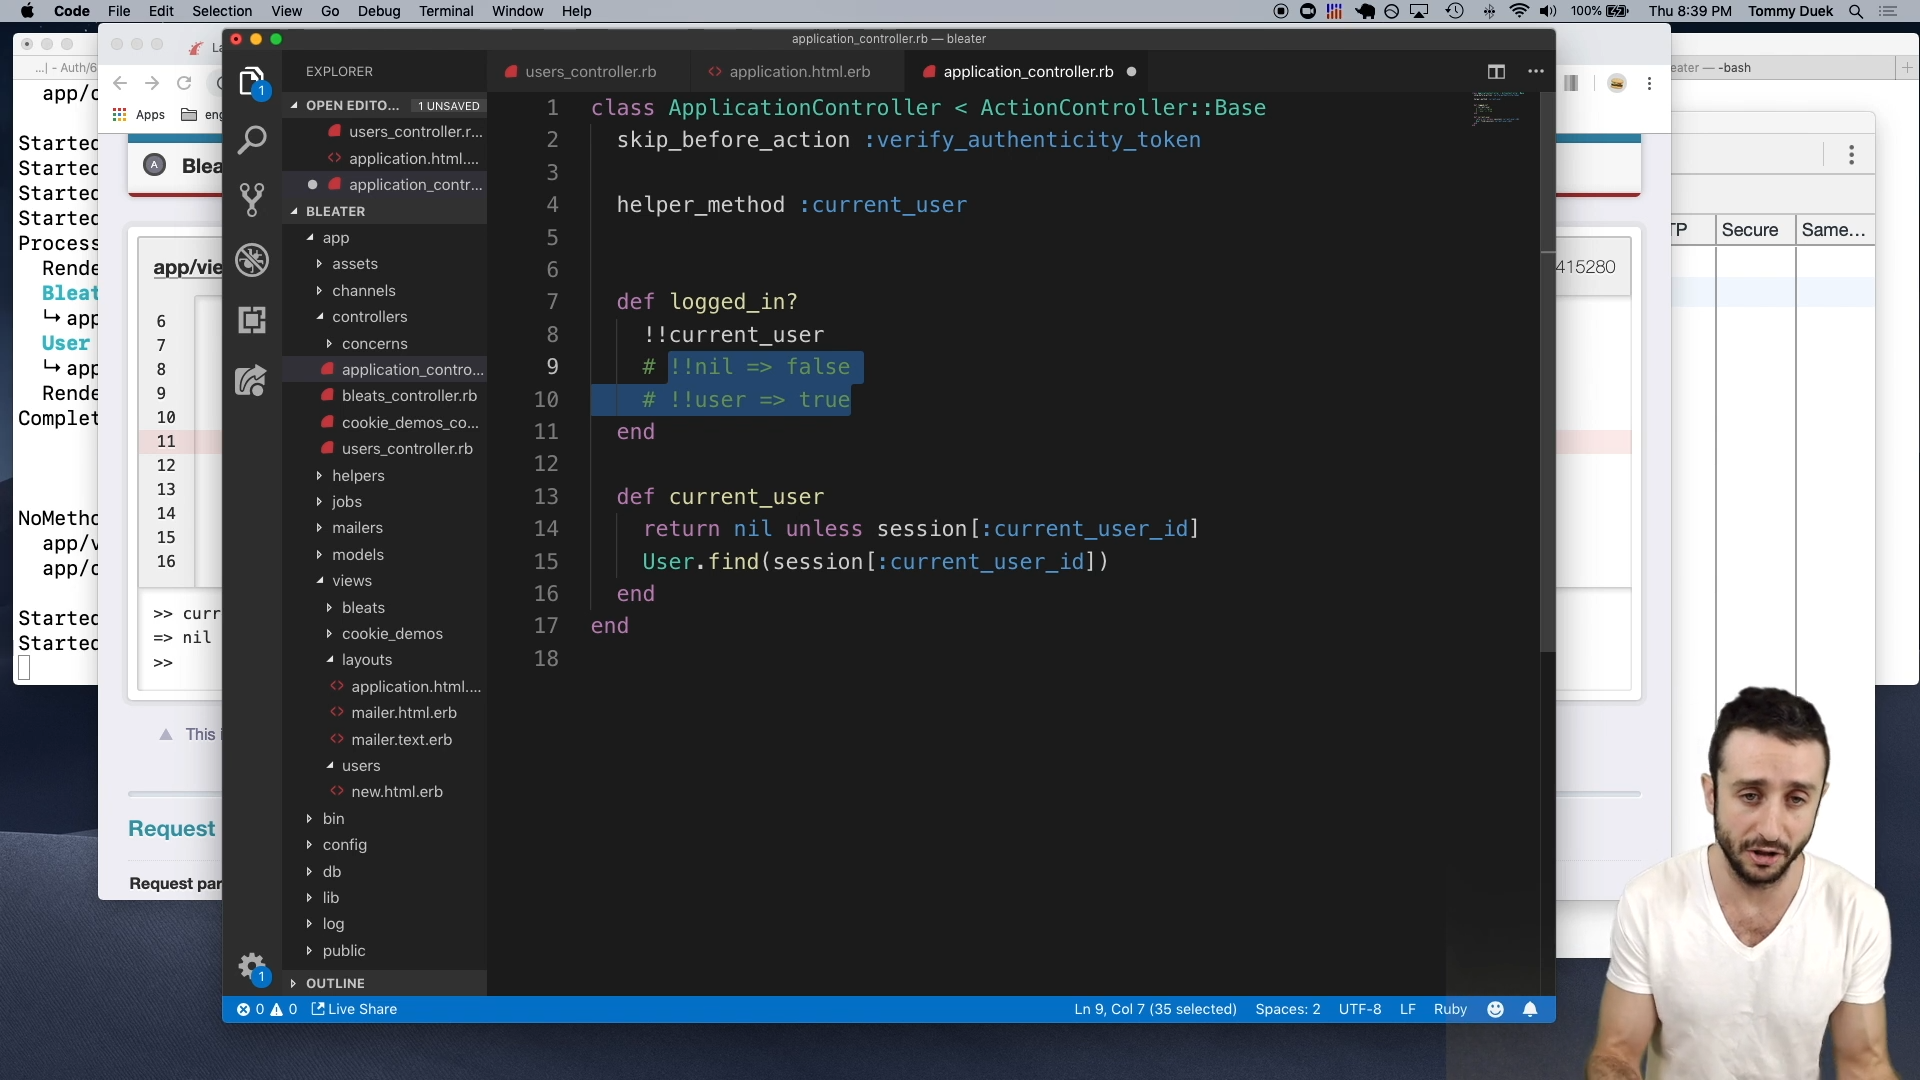 Code File Edit Selection View Go Debug Terminal Window Help
100% Thu 8:39 PM Tommy Duek
application_controller.rb — bleater
...| - Auth/6
app/c
Started
Started
Started
Started
Process
Rende
Bleat
↳ app
User
↳ app
Rende
Complet
NoMetho
app/v
app/c
Started
Started
La
Apps
eng
Blea
app/vie
6
7
8
9
10
11
12
13
14
15
16
>> curr
=> nil
>>
This i
Request
Request par
EXPLORER
OPEN EDITO... 1 UNSAVED
users_controller.r...
application.html....
application_contr...
BLEATER
app
assets
channels
controllers
concerns
application_contro...
bleats_controller.rb
cookie_demos_co...
users_controller.rb
helpers
jobs
mailers
models
views
bleats
cookie_demos
layouts
application.html....
mailer.html.erb
mailer.text.erb
users
new.html.erb
bin
config
db
lib
log
public
OUTLINE
1
1
users_controller.rb application.html.erb application_controller.rb
1 class ApplicationController < ActionController::Base
2 skip_before_action :verify_authenticity_token
3
4 helper_method :current_user
5
6
7 def logged_in?
8 !!current_user
9 # !!nil => false
10 # !!user => true
11 end
12
13 def current_user
14 return nil unless session[:current_user_id]
15 User.find(session[:current_user_id])
16 end
17 end
18
0 0 Live Share
Ln 9, Col 7 (35 selected) Spaces: 2 UTF-8 LF Ruby
eater — -bash
TP Secure Same...
415280